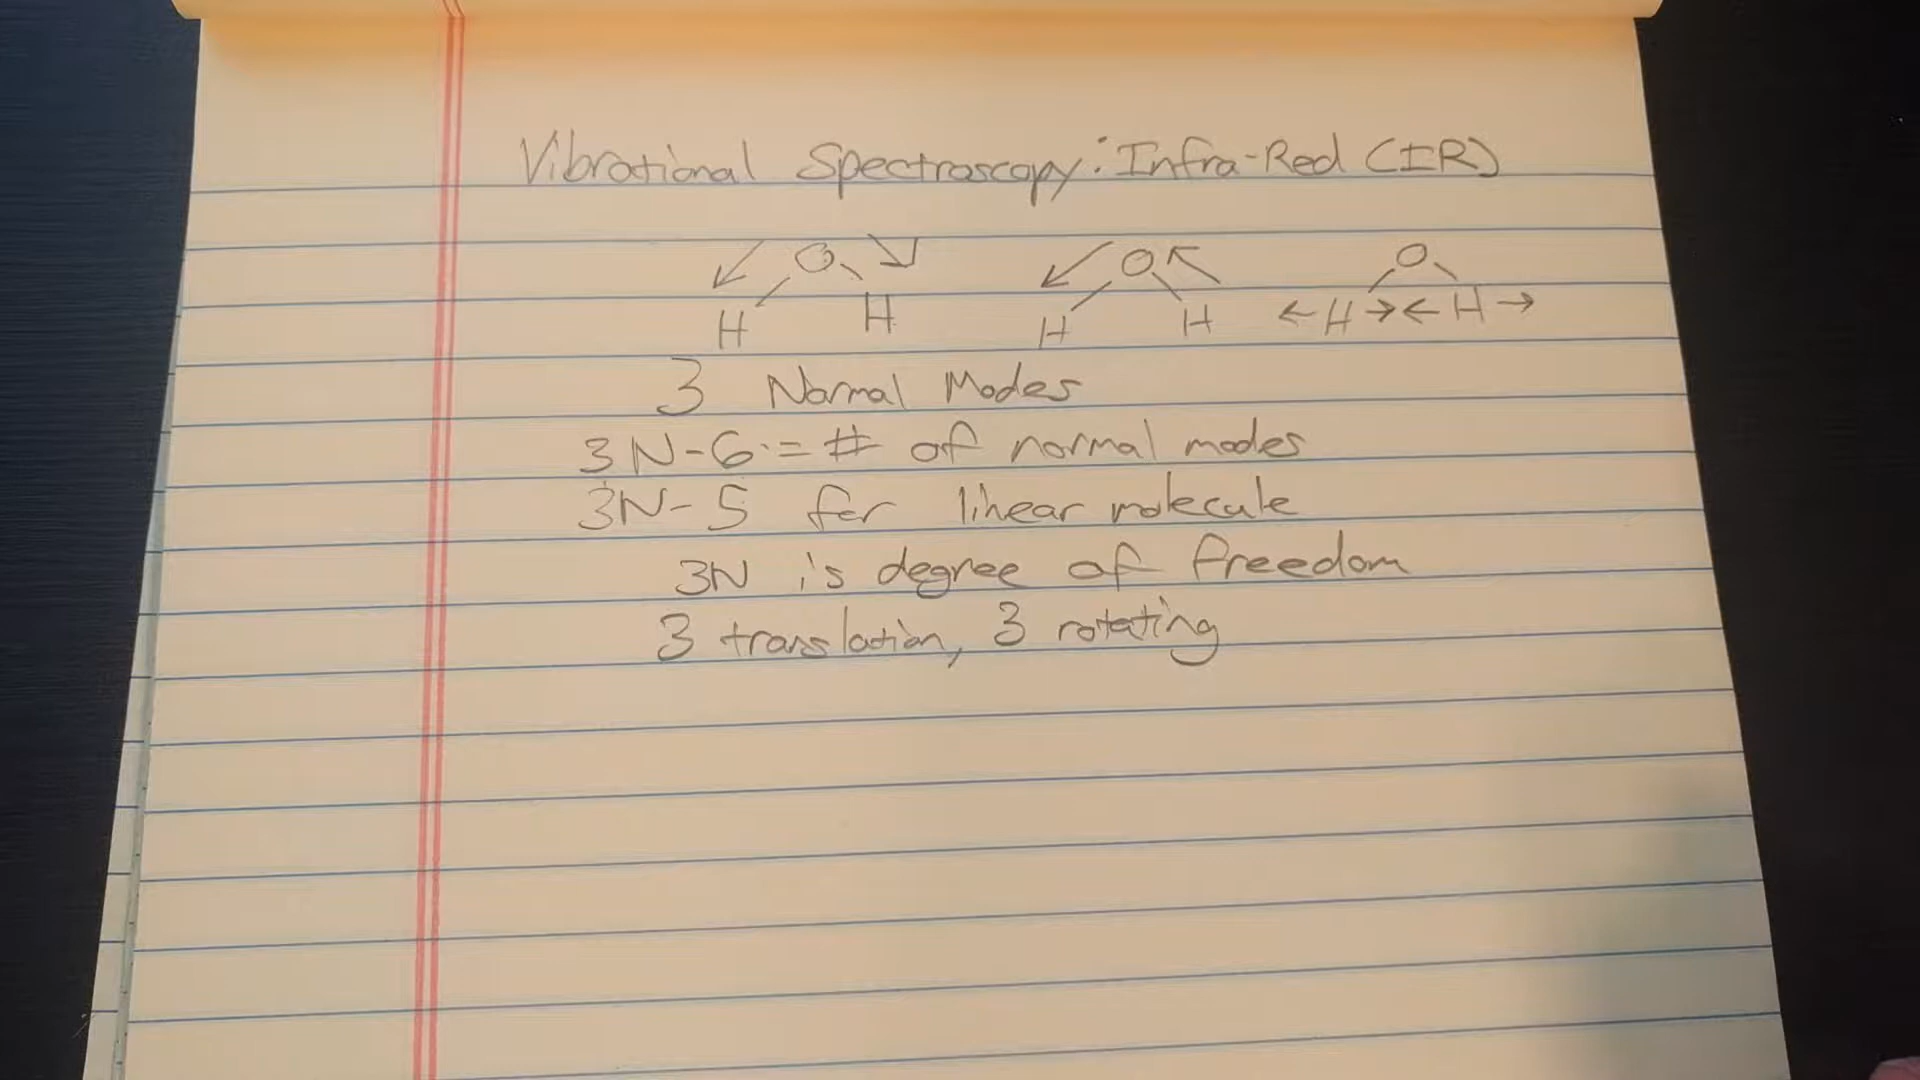 Vibrational Spectroscopy: Infra-Red (IR)
O O O
H H H H ← H → ← H →
3 Normal Modes
3N-6 = # of normal modes
3N-5 for linear molecule
3N is degree of freedom
3 translation, 3 rotating